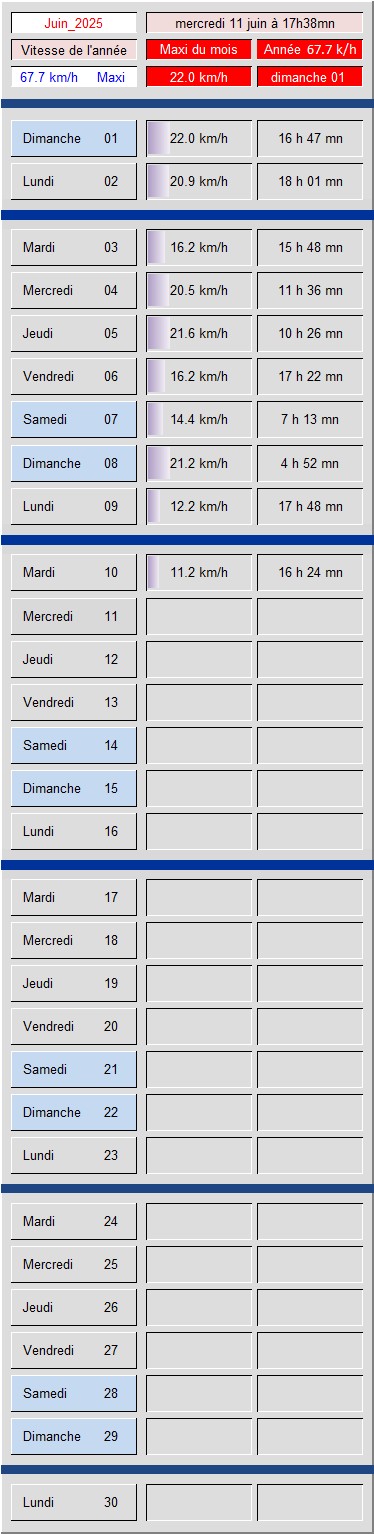 Juin_2025 mercredi 11 juin à 17h38mn
Vitesse de l'année Maxi du mois Année 67.7 k/h
67.7 km/h Maxi 22.0 km/h dimanche 01
Dimanche 01 22.0 km/h 16 h 47 mn
Lundi 02 20.9 km/h 18 h 01 mn
Mardi 03 16.2 km/h 15 h 48 mn
Mercredi 04 20.5 km/h 11 h 36 mn
Jeudi 05 21.6 km/h 10 h 26 mn
Vendredi 06 16.2 km/h 17 h 22 mn
Samedi 07 14.4 km/h 7 h 13 mn
Dimanche 08 21.2 km/h 4 h 52 mn
Lundi 09 12.2 km/h 17 h 48 mn
Mardi 10 11.2 km/h 16 h 24 mn
Mercredi 11
Jeudi 12
Vendredi 13
Samedi 14
Dimanche 15
Lundi 16
Mardi 17
Mercredi 18
Jeudi 19
Vendredi 20
Samedi 21
Dimanche 22
Lundi 23
Mardi 24
Mercredi 25
Jeudi 26
Vendredi 27
Samedi 28
Dimanche 29
Lundi 30